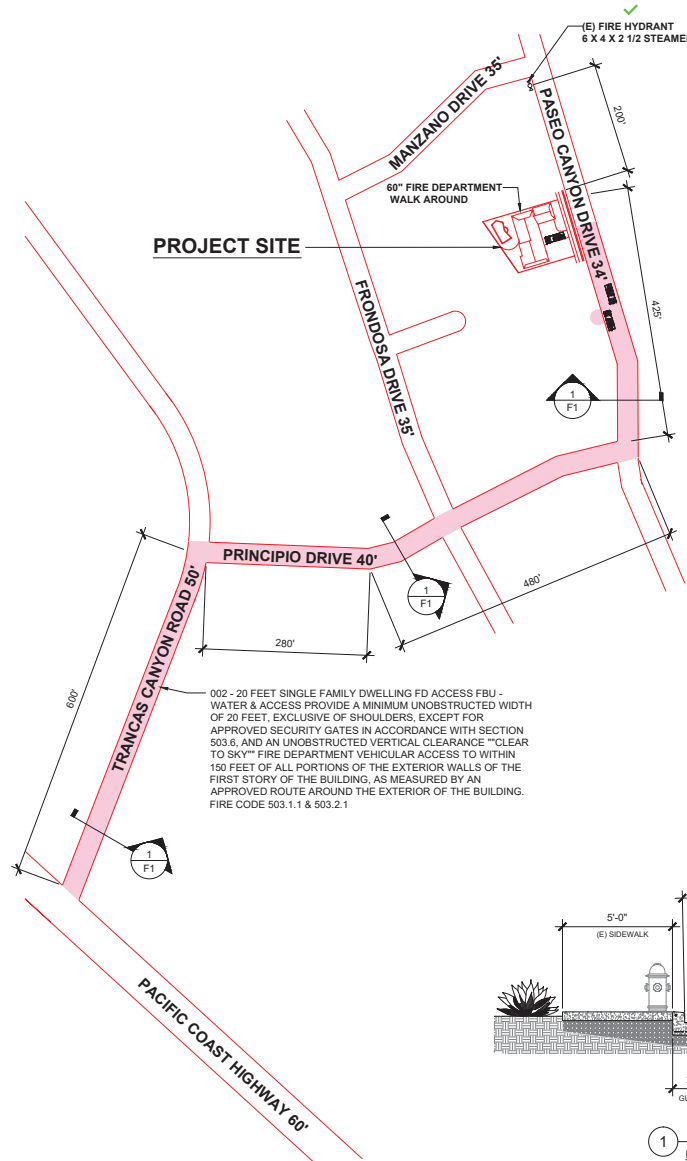 (E) FIRE HYDRANT
6 X 4 X 2 1/2
MANZANO DRIVE 35'
PASEO CANYON DRIVE 34'
200'
60" FIRE DEPARTMENT
WALK AROUND
PROJECT SITE
FRONDOSA DRIVE 35'
425'
1
F1
PRINCIPIO DRIVE 40'
1
F1
480'
280'
TRANCAS CANYON ROAD 50'
600'
002 - 20 FEET SINGLE FAMILY DWELLING FD ACCESS FBU -
WATER & ACCESS PROVIDE A MINIMUM UNOBSTRUCTED WIDTH
OF 20 FEET, EXCLUSIVE OF SHOULDERS, EXCEPT FOR
APPROVED SECURITY GATES IN ACCORDANCE WITH SECTION
503.6, AND AN UNOBSTRUCTED VERTICAL CLEARANCE ""CLEAR
TO SKY"" FIRE DEPARTMENT VEHICULAR ACCESS TO WITHIN
150 FEET OF ALL PORTIONS OF THE EXTERIOR WALLS OF THE
FIRST STORY OF THE BUILDING, AS MEASURED BY AN
APPROVED ROUTE AROUND THE EXTERIOR OF THE BUILDING.
FIRE CODE 503.1.1 & 503.2.1
1
F1
PACIFIC COAST HIGHWAY 60'
5'-0"
(E) SIDEWALK
1